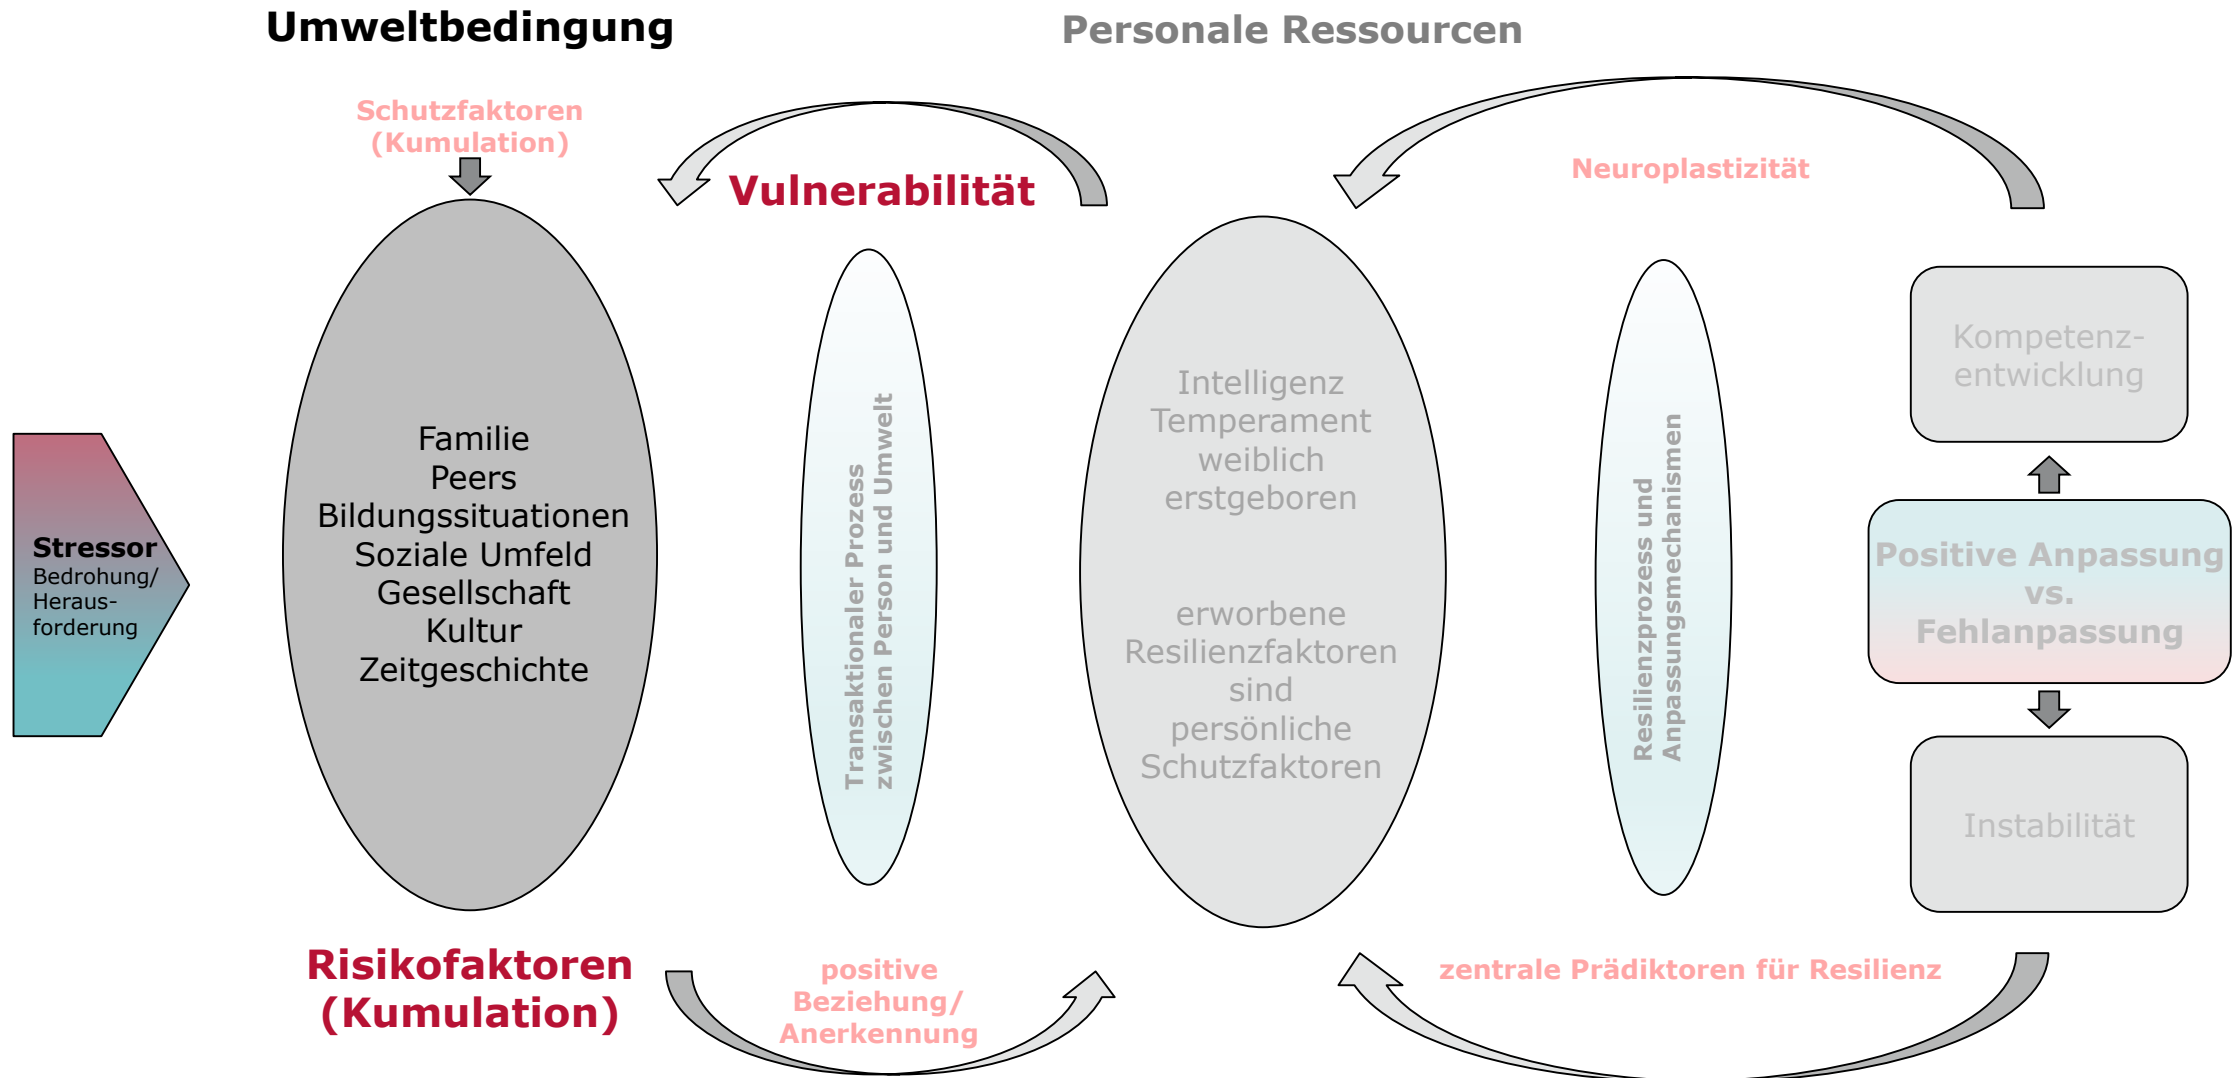 Umweltbedingung
Personale Ressourcen
Schutzfaktoren
(Kumulation)
Vulnerabilität
Neuroplastizität
Stressor
Bedrohung/
Heraus-
forderung
Familie
Peers
Bildungssituationen
Soziale Umfeld
Gesellschaft
Kultur
Zeitgeschichte
Transaktionaler Prozess
zwischen Person und Umwelt
Intelligenz
Temperament
weiblich
erstgeboren
erworbene
Resilienzfaktoren
sind
persönliche
Schutzfaktoren
Resilienzprozess und
Anpassungsmechanismen
Kompetenz-
entwicklung
Positive Anpassung
vs.
Fehlanpassung
Instabilität
Risikofaktoren
(Kumulation)
positive
Beziehung/
Anerkennung
zentrale Prädiktoren für Resilienz